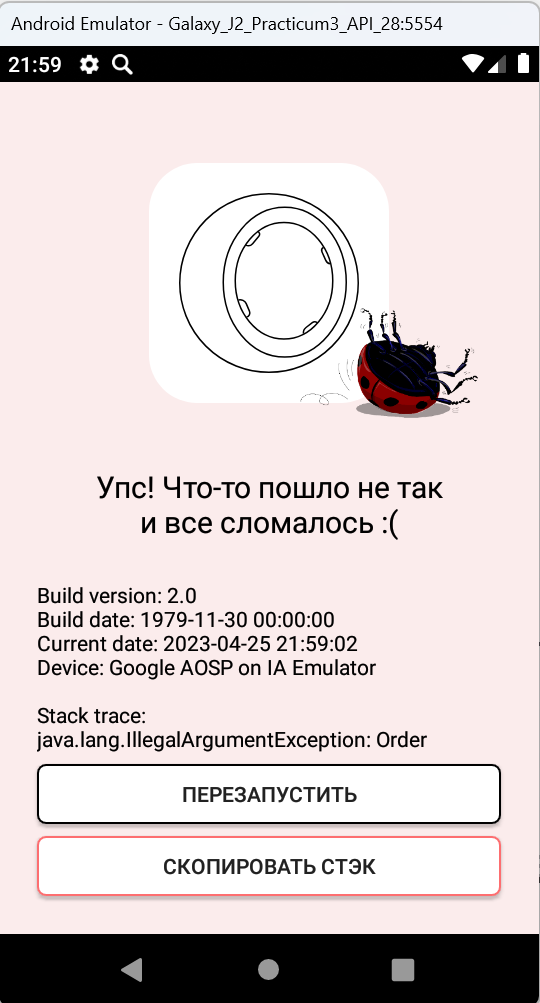 Android Emulator - Galaxy_J2_Practicum3_API_28:5554
21:59
Упс! Что-то пошло не так
и все сломалось :(
Build version: 2.0
Build date: 1979-11-30 00:00:00
Current date: 2023-04-25 21:59:02
Device: Google AOSP on IA Emulator
Stack trace:
java.lang.IllegalArgumentException: Order
ПЕРЕЗАПУСТИТЬ
СКОПИРОВАТЬ СТЭК